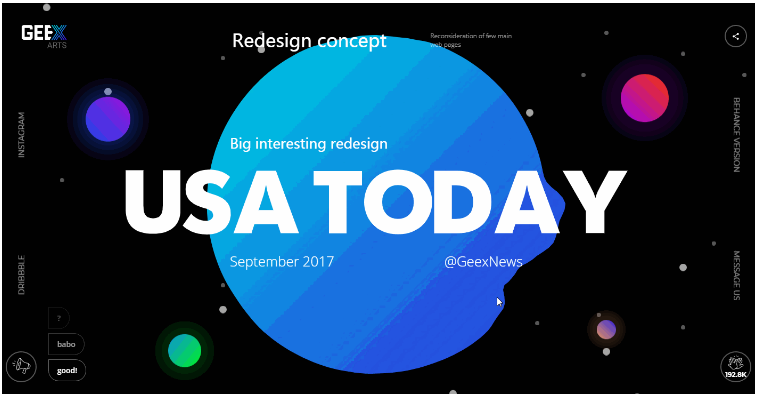 GEEX
ARTS
Redesign concept
Reconsideration of few main
web pages
INSTAGRAM
BEHANCE VERSION
Big interesting redesign
USA TODAY
September 2017
@GeexNews
DRIBBBLE
MESSAGE US
?
babo
good!
192.8K